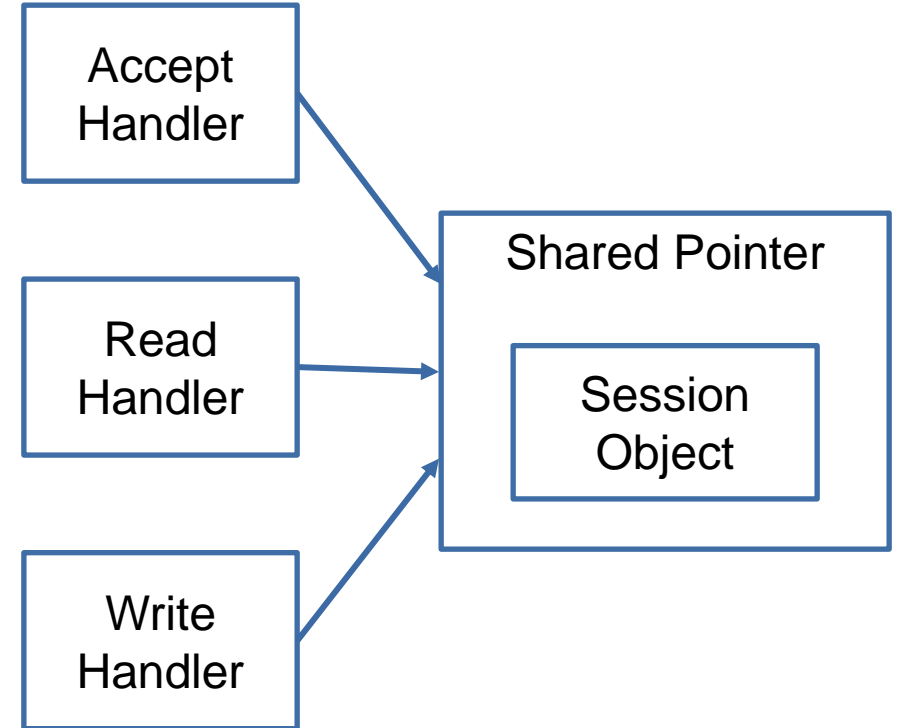 Accept
Handler
Shared Pointer
Read
Handler
Session
Object
Write
Handler